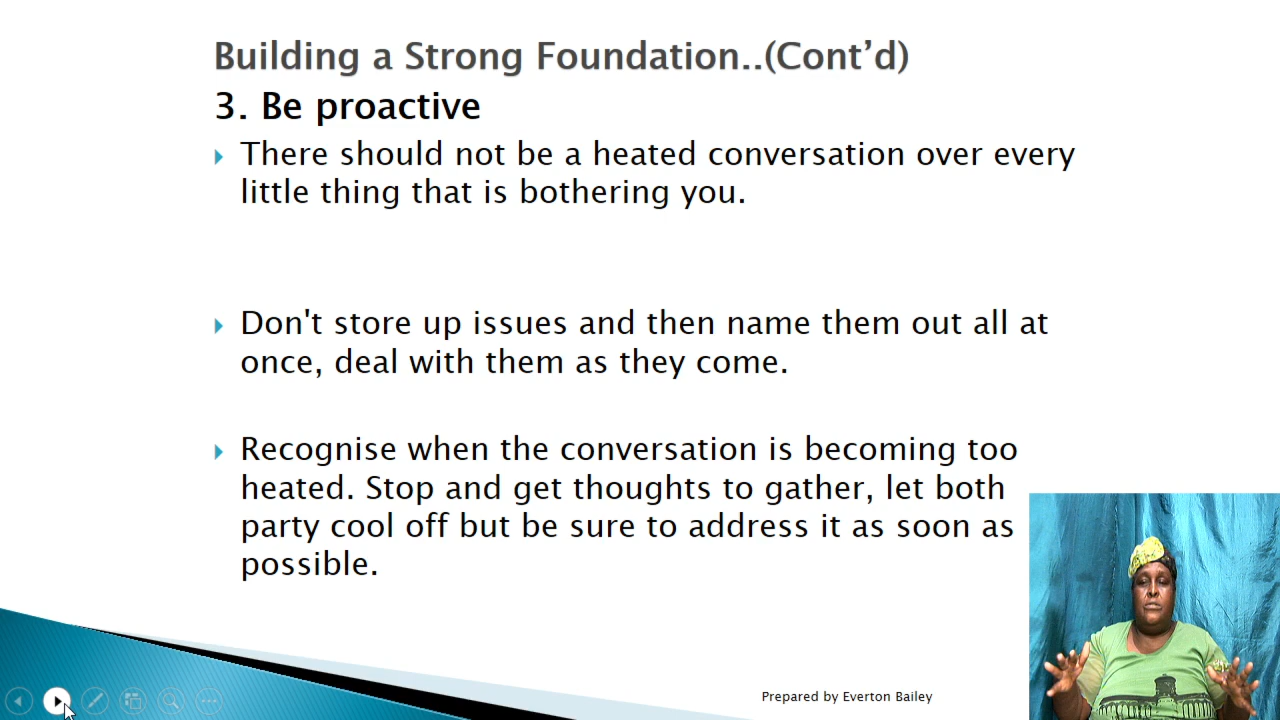 Building a Strong Foundation..(Cont’d)
3. Be proactive
There should not be a heated conversation over every
little thing that is bothering you.
Don't store up issues and then name them out all at
once, deal with them as they come.
Recognise when the conversation is becoming too
heated. Stop and get thoughts to gather, let both
party cool off but be sure to address it as soon as
possible.
Prepared by Everton Bailey